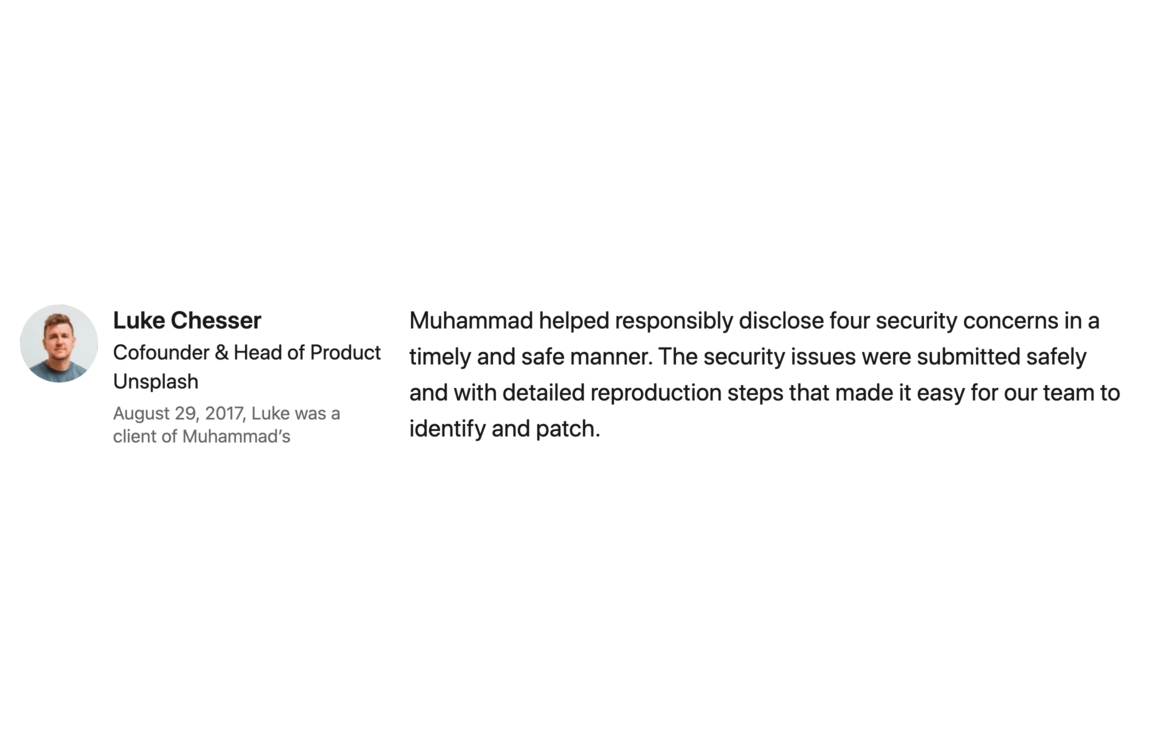 Luke Chesser
Cofounder & Head of Product
Unsplash
August 29, 2017, Luke was a
client of Muhammad’s
Muhammad helped responsibly disclose four security concerns in a
timely and safe manner. The security issues were submitted safely
and with detailed reproduction steps that made it easy for our team to
identify and patch.